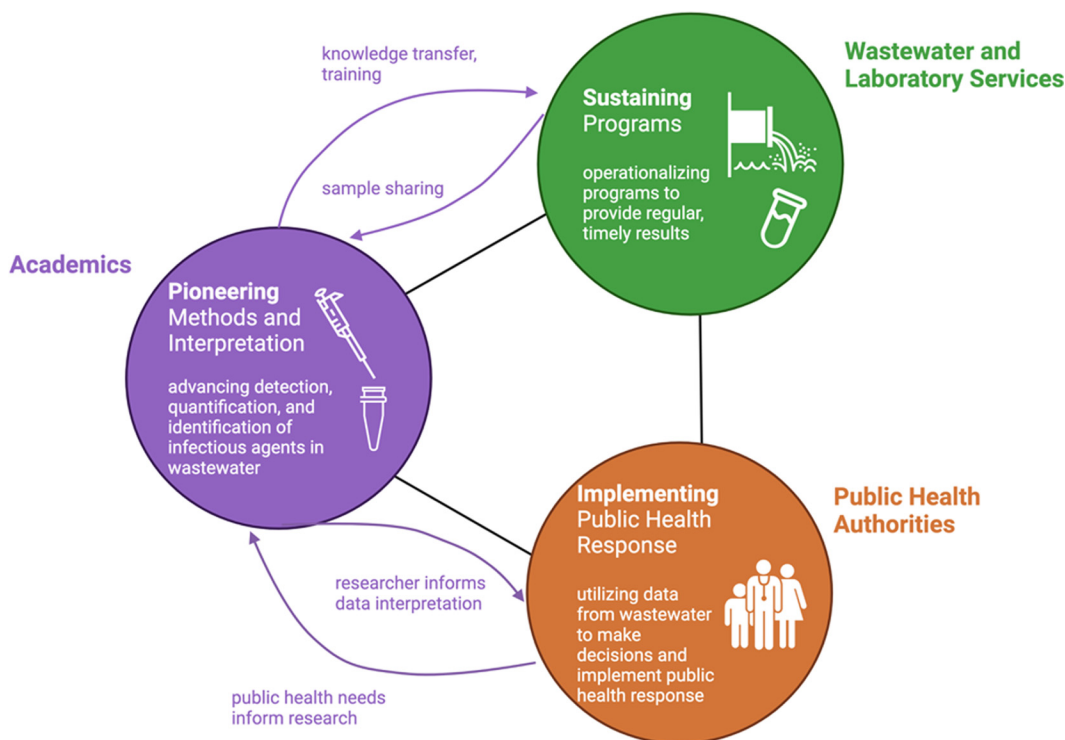 knowledge transfer,
training
Wastewater and
Laboratory Services
Sustaining
Programs
operationalizing
programs to
provide regular,
timely results
sample sharing
Academics
Pioneering
Methods and
Interpretation
advancing detection,
quantification, and
identification of
infectious agents in
wastewater
Implementing
Public Health
Response
Public Health
Authorities
researcher informs
data interpretation
utilizing data
from wastewater
to make
decisions and
implement public
health response
public health needs
inform research